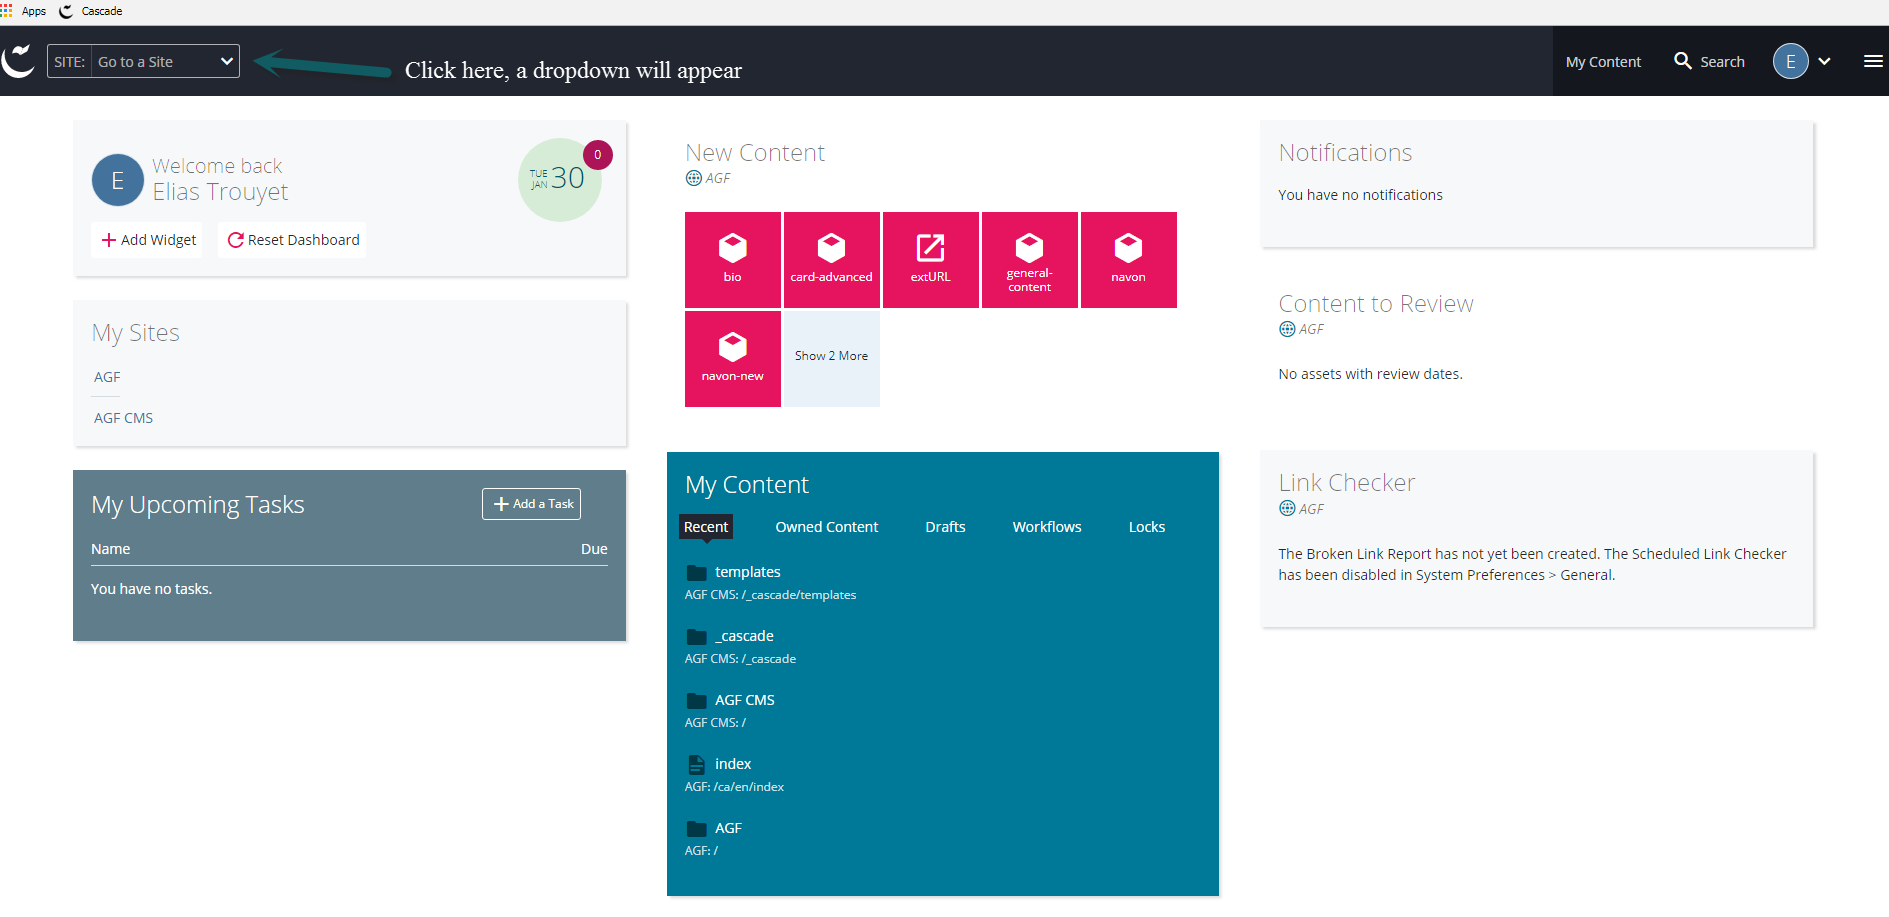 Apps Cascade
SITE: Go to a Site
Click here, a dropdown will appear
My Content Search E
E
Welcome back
Elias Trouyet
TUE
JAN
30
0
Add Widget Reset Dashboard
My Sites
AGF
AGF CMS
My Upcoming Tasks
Add a Task
Name Due
You have no tasks.
New Content
AGF
bio card-advanced extURL general-
content navon
navon-new Show 2 More
My Content
Recent Owned Content Drafts Workflows Locks
templates
AGF CMS: /_cascade/templates
_cascade
AGF CMS: /_cascade
AGF CMS
AGF CMS: /
index
AGF: /ca/en/index
AGF
AGF: /
Notifications
You have no notifications
Content to Review
AGF
No assets with review dates.
Link Checker
AGF
The Broken Link Report has not yet been created. The Scheduled Link Checker
has been disabled in System Preferences > General.